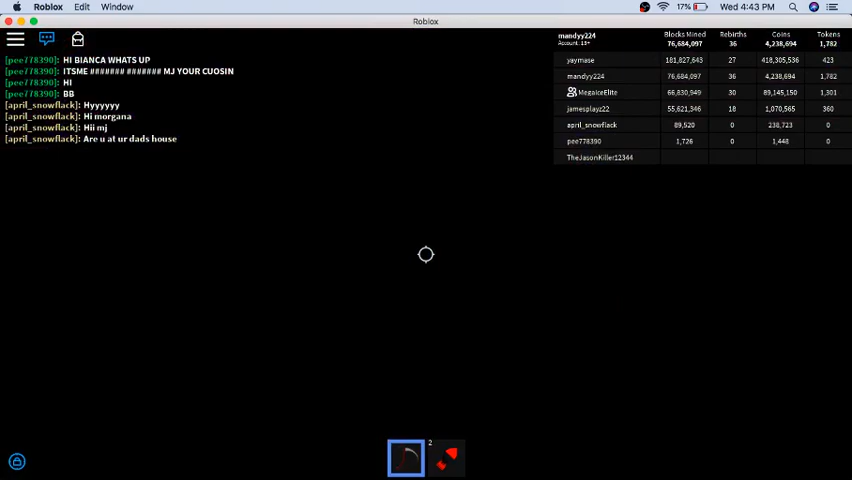 Roblox Edit Window 17% Wed 4:43 PM
Roblox
[pee778390]: HI BIANCA WHATS UP
[pee778390]: ITSME ####### ####### MJ YOUR CUOSIN
[pee778390]: HI
[pee778390]: BB
[april_snowflack]: Hyyyyyy
[april_snowflack]: Hi morgana
[april_snowflack]: Hii mj
[april_snowflack]: Are u at ur dads house
mandyy224 Blocks Mined Rebirths Coins Tokens
Account: 13+ 76,684,097 36 4,238,694 1,782
yaymase 181,827,643 27 418,305,536 423
mandyy224 76,684,097 36 4,238,694 1,782
MegaIceElite 66,830,949 30 89,145,150 1,301
jamesplayz22 55,621,346 18 1,070,565 360
april_snowflack 89,520 0 238,723 0
pee778390 1,726 0 1,448 0
TheJasonKiller12344
2